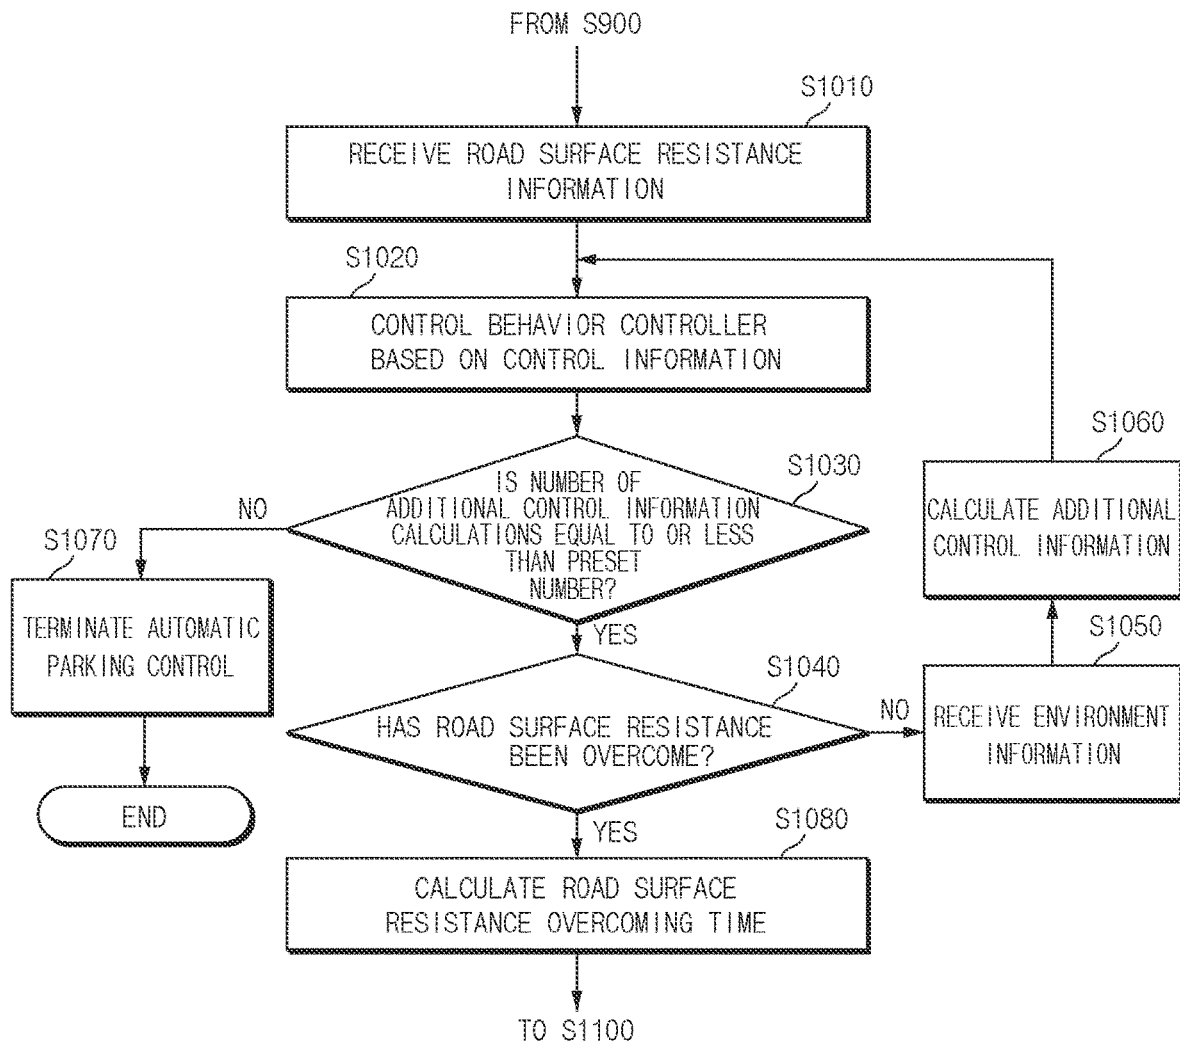 FROM S900
S1010
RECEIVE ROAD SURFACE RESISTANCE
INFORMATION
S1020
CONTROL BEHAVIOR CONTROLLER
BASED ON CONTROL INFORMATION
S1030
IS NUMBER OF
ADDITIONAL CONTROL INFORMATION
CALCULATIONS EQUAL TO OR LESS
THAN PRESET
NUMBER?
NO
YES
S1060
CALCULATE ADDITIONAL
CONTROL INFORMATION
S1070
TERMINATE AUTOMATIC
PARKING CONTROL
END
S1040
HAS ROAD SURFACE RESISTANCE
BEEN OVERCOME?
NO
YES
S1050
RECEIVE ENVIRONMENT
INFORMATION
S1080
CALCULATE ROAD SURFACE
RESISTANCE OVERCOMING TIME
TO S1100